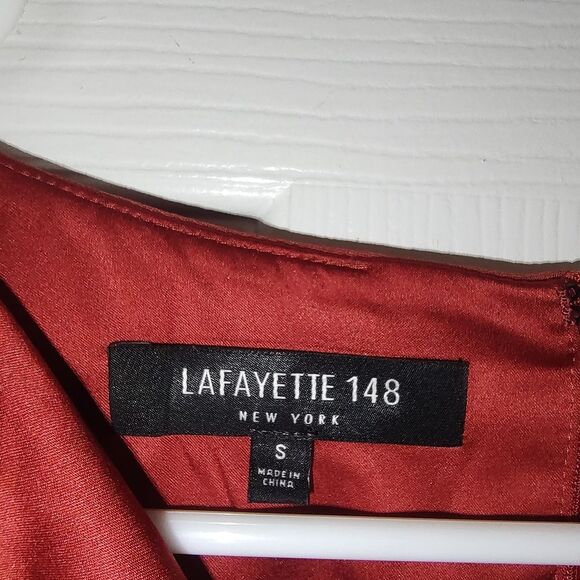 LAFAYETTE 148
NEW YORK
S
MADE IN
CHINA